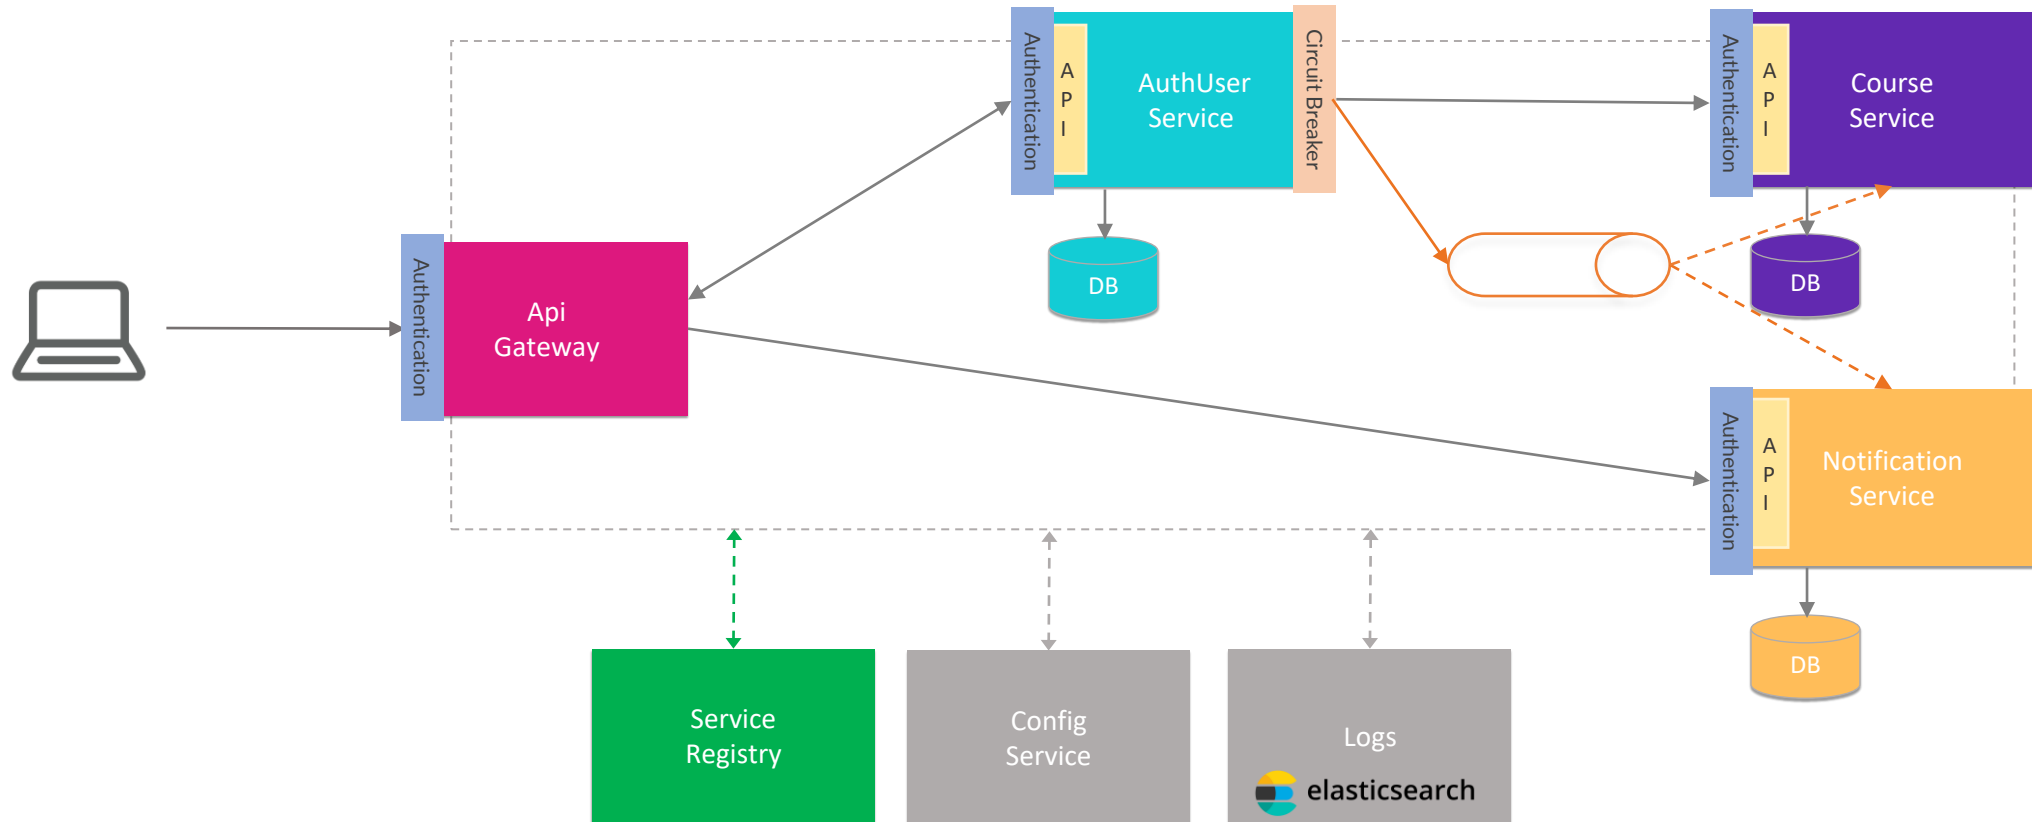 Authentication
A
P
I
AuthUser
Service
Circuit Breaker
DB
Authentication
A
P
I
Course
Service
DB
Authentication
Api
Gateway
Authentication
A
P
I
Notification
Service
DB
Service
Registry
Config
Service
Logs
elasticsearch